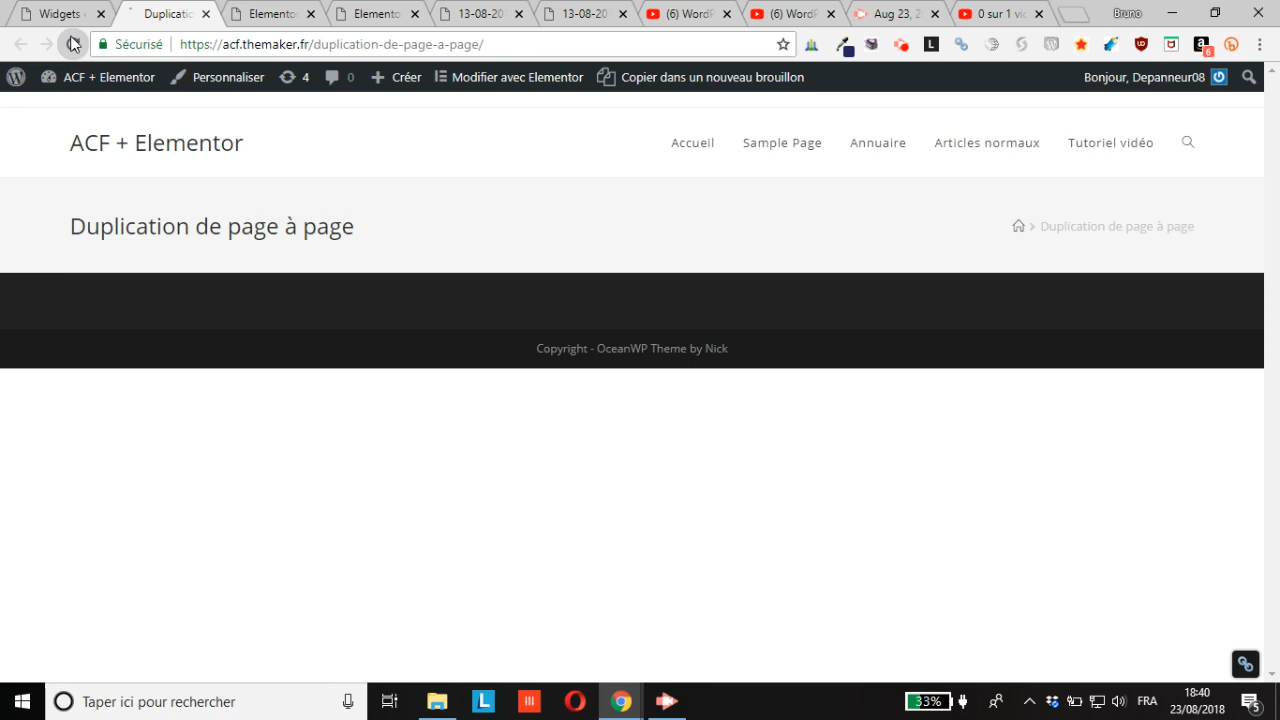 Widgets
Duplicatio
Elemento
Elemento
13-08-20
13-08-20
(6) WordP
(6) WordP
Aug 23, 2
0 sur 1 vi
Bruno
Sécurisé
https://acf.themaker.fr/duplication-de-page-a-page/
L
6
ACF + Elementor
Personnaliser
4
0
Créer
Modifier avec Elementor
Copier dans un nouveau brouillon
Bonjour, Depanneur08
ACF + Elementor
Accueil
Sample Page
Annuaire
Articles normaux
Tutoriel vidéo
Duplication de page à page
> Duplication de page à page
Copyright - OceanWP Theme by Nick
Taper ici pour rechercher
L
33%
FRA
18:40
23/08/2018
5